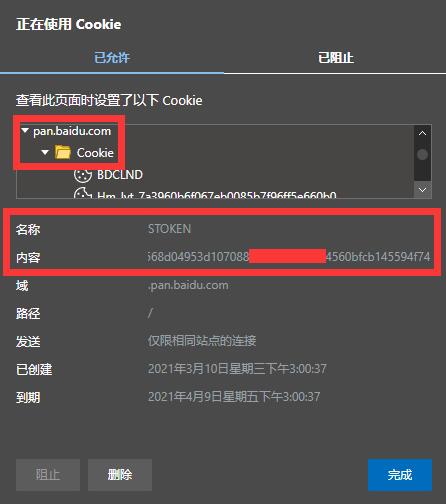 正在使用 Cookie
已允许 已阻止
查看此页面时设置了以下 Cookie
pan.baidu.com
Cookie
BDCLND
Hm_lvt_7a3960b6f067eb0085b7f96ff5e660b0
名称 STOKEN
内容 568d04953d107088 4560bfcb145594f74
域 .pan.baidu.com
路径 /
发送 仅限相同站点的连接
已创建 2021年3月10日星期三下午3:00:37
到期 2021年4月9日星期五下午3:00:37
阻止 删除 完成